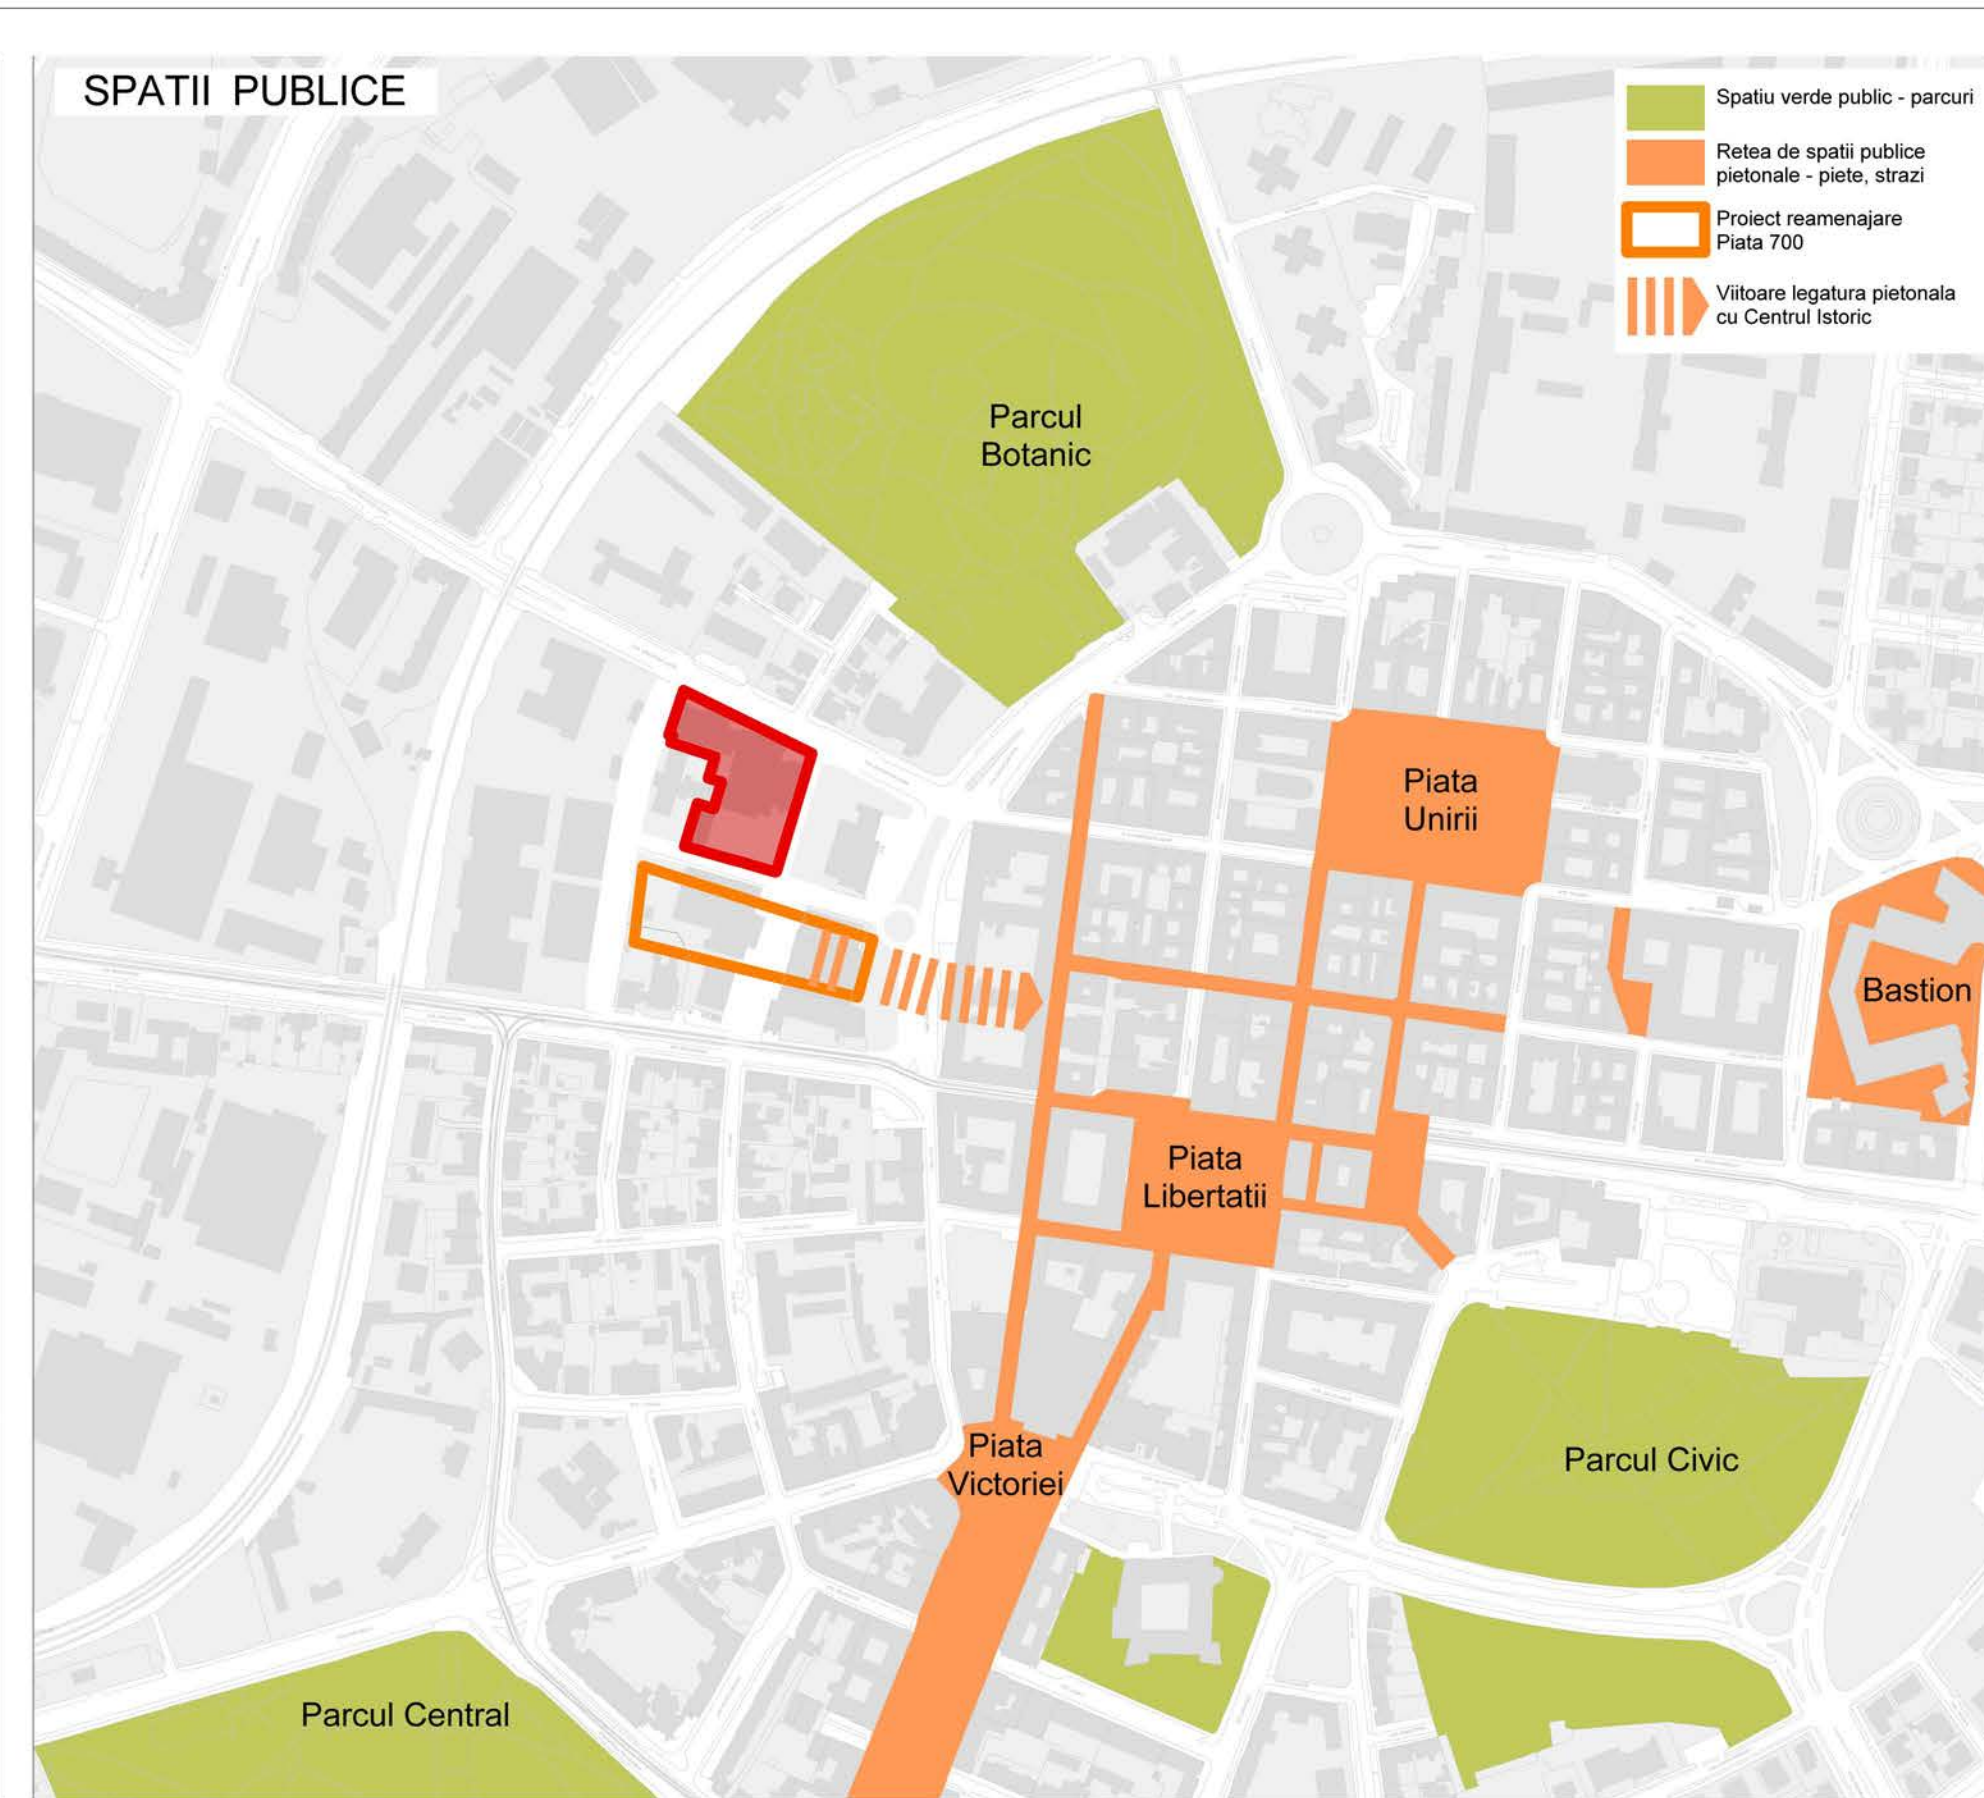 SPATII PUBLICE
Spatiu verde public - parcuri
Retea de spatii publice
pietonale - piete, strazi
Proiect reamenajare
Piata 700
Viitoare legatura pietonala
cu Centrul Istoric
Parcul
Botanic
Piata
Unirii
Bastion
Piata
Libertatii
Piata
Victoriei
Parcul Civic
Parcul Central